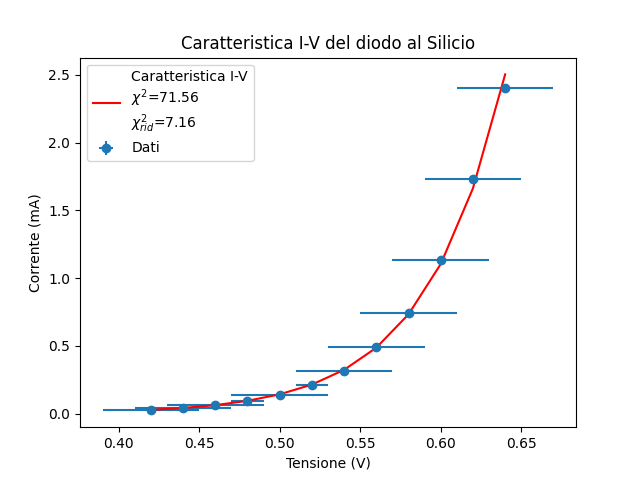 Caratteristica I-V del diodo al Silicio
Caratteristica I-V
χ²=71.56
χ²rid=7.16
Dati
Corrente (mA)
2.5
2.0
1.5
1.0
0.5
0.0
0.40 0.45 0.50 0.55 0.60 0.65
Tensione (V)